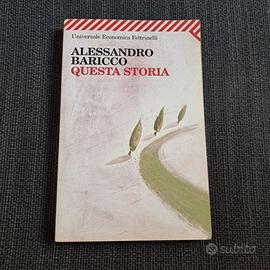 Universale Economica Feltrinelli
ALESSANDRO
BARICCO
QUESTA STORIA
subito